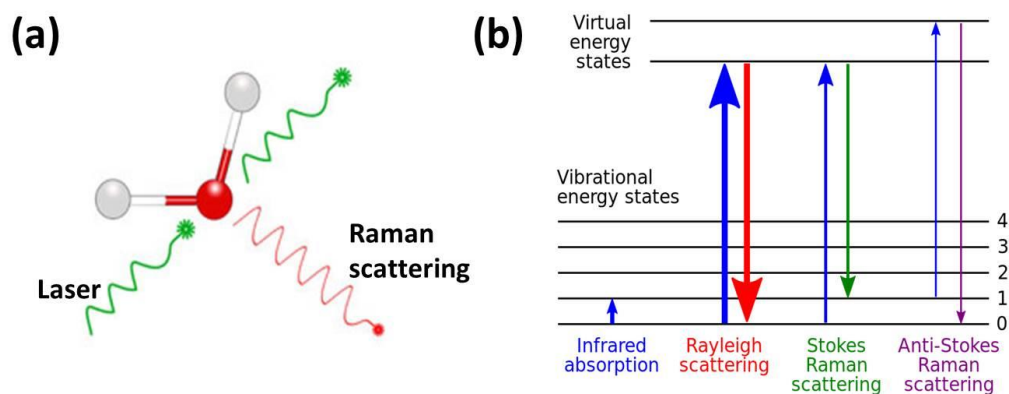 (a)
Laser
Raman
scattering
(b)
Virtual
energy
states
Vibrational
energy states
4
3
2
1
0
Infrared
absorption
Rayleigh
scattering
Stokes
Raman
scattering
Anti-Stokes
Raman
scattering